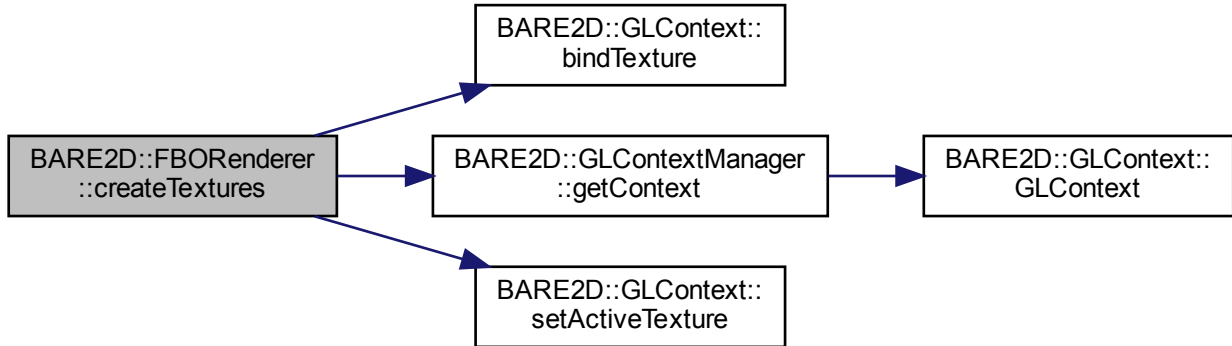 BARE2D::GLContext::
bindTexture
BARE2D::FBORenderer
::createTextures
BARE2D::GLContextManager
::getContext
BARE2D::GLContext::
GLContext
BARE2D::GLContext::
setActiveTexture